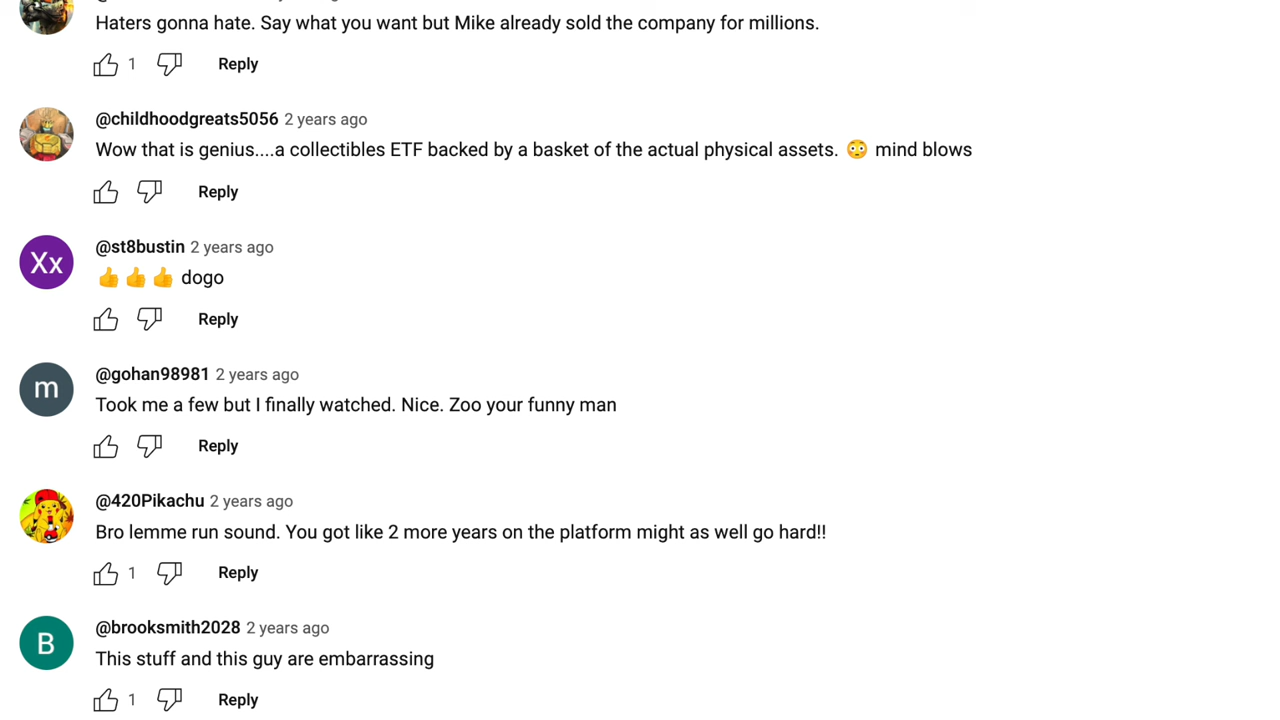 Haters gonna hate. Say what you want but Mike already sold the company for millions.
1 Reply
@childhoodgreats5056 2 years ago
Wow that is genius....a collectibles ETF backed by a basket of the actual physical assets. 😳 mind blows
Reply
Xx
@st8bustin 2 years ago
👍👍👍 dogo
Reply
m
@gohan98981 2 years ago
Took me a few but I finally watched. Nice. Zoo your funny man
Reply
@420Pikachu 2 years ago
Bro lemme run sound. You got like 2 more years on the platform might as well go hard!!
1 Reply
B
@brooksmith2028 2 years ago
This stuff and this guy are embarrassing
1 Reply